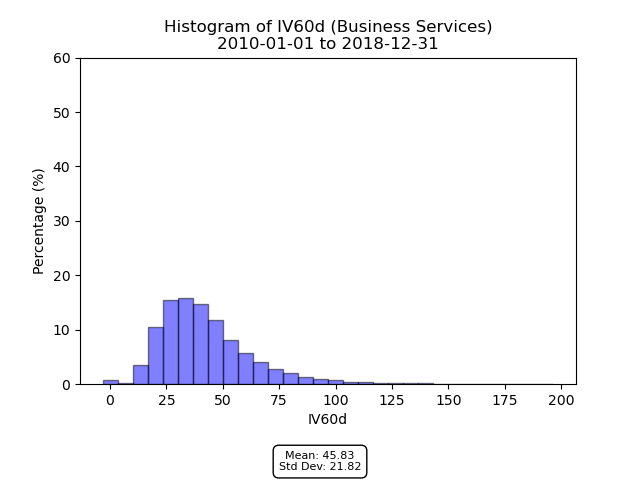 Histogram of IV60d (Business Services)
2010-01-01 to 2018-12-31
60
50
40
30
20
10
0
Percentage (%)
0 25 50 75 100 125 150 175 200
IV60d
Mean: 45.83
Std Dev: 21.82